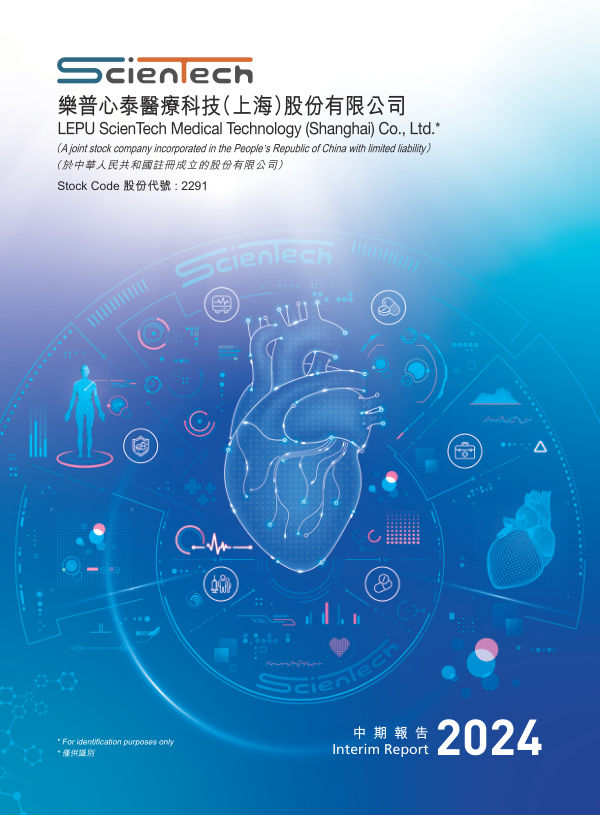 ScienTech
樂普心泰醫療科技(上海)股份有限公司
LEPU ScienTech Medical Technology (Shanghai) Co., Ltd.*
(A joint stock company incorporated in the People's Republic of China with limited liability)
(於中華人民共和國註冊成立的股份有限公司)
Stock Code 股份代號 : 2291
ScienTech
ScienTech
中期報告
Interim Report 2024
* For identification purposes only
* 僅供識別